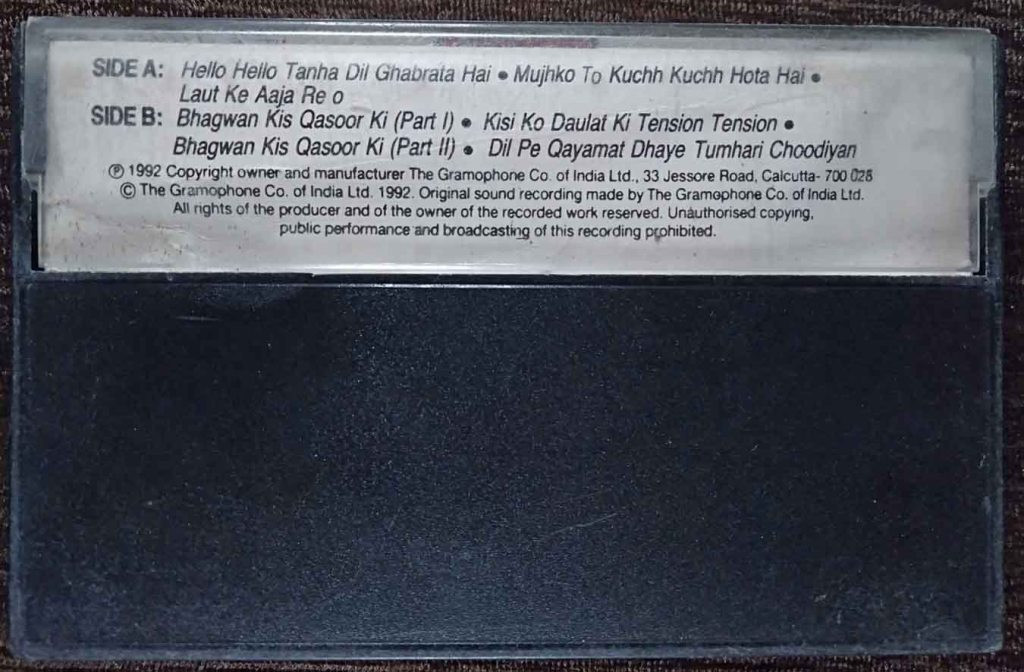 SIDE A: Hello Hello Tanha Dil Ghabrata Hai • Mujhko To Kuchh Kuchh Hota Hai •
Laut Ke Aaja Re o
SIDE B: Bhagwan Kis Qasoor Ki (Part I) • Kisi Ko Daulat Ki Tension Tension •
Bhagwan Kis Qasoor Ki (Part II) • Dil Pe Qayamat Dhaye Tumhari Choodiyan
℗ 1992 Copyright owner and manufacturer The Gramophone Co. of India Ltd., 33 Jessore Road, Calcutta- 700 028
© The Gramophone Co. of India Ltd. 1992. Original sound recording made by The Gramophone Co. of India Ltd.
All rights of the producer and of the owner of the recorded work reserved. Unauthorised copying,
public performance and broadcasting of this recording prohibited.